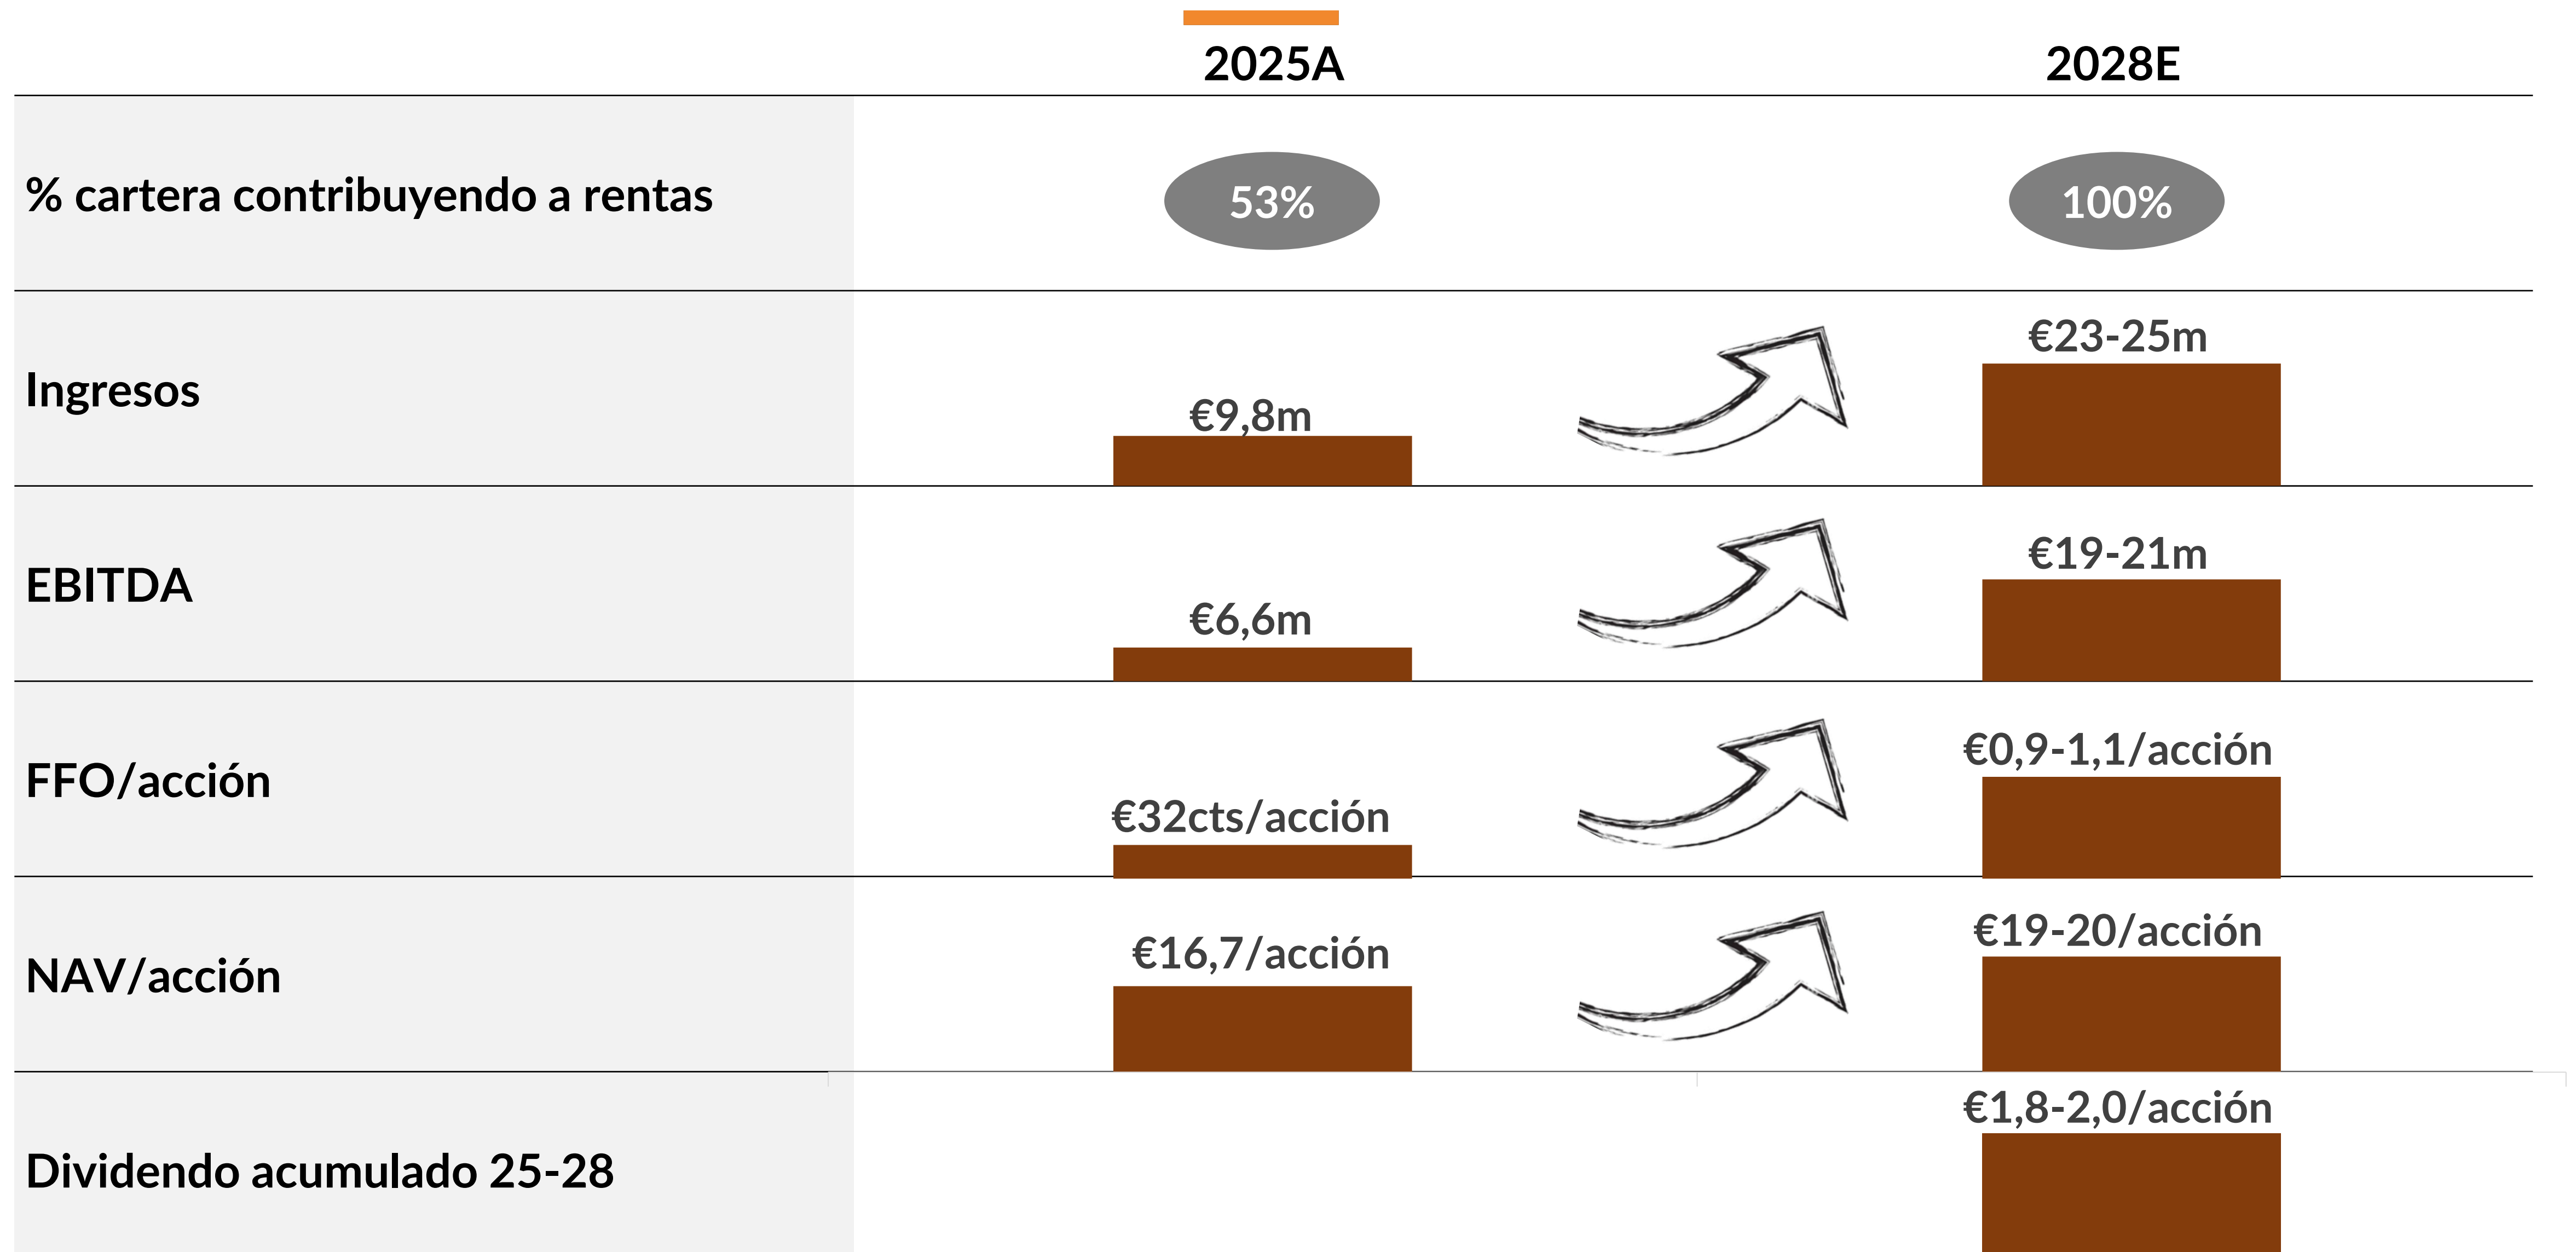 2025A 2028E
% cartera contribuyendo a rentas 53% 100%
Ingresos €9,8m €23-25m
EBITDA €6,6m €19-21m
FFO/acción €32cts/acción €0,9-1,1/acción
NAV/acción €16,7/acción €19-20/acción
Dividendo acumulado 25-28 €1,8-2,0/acción